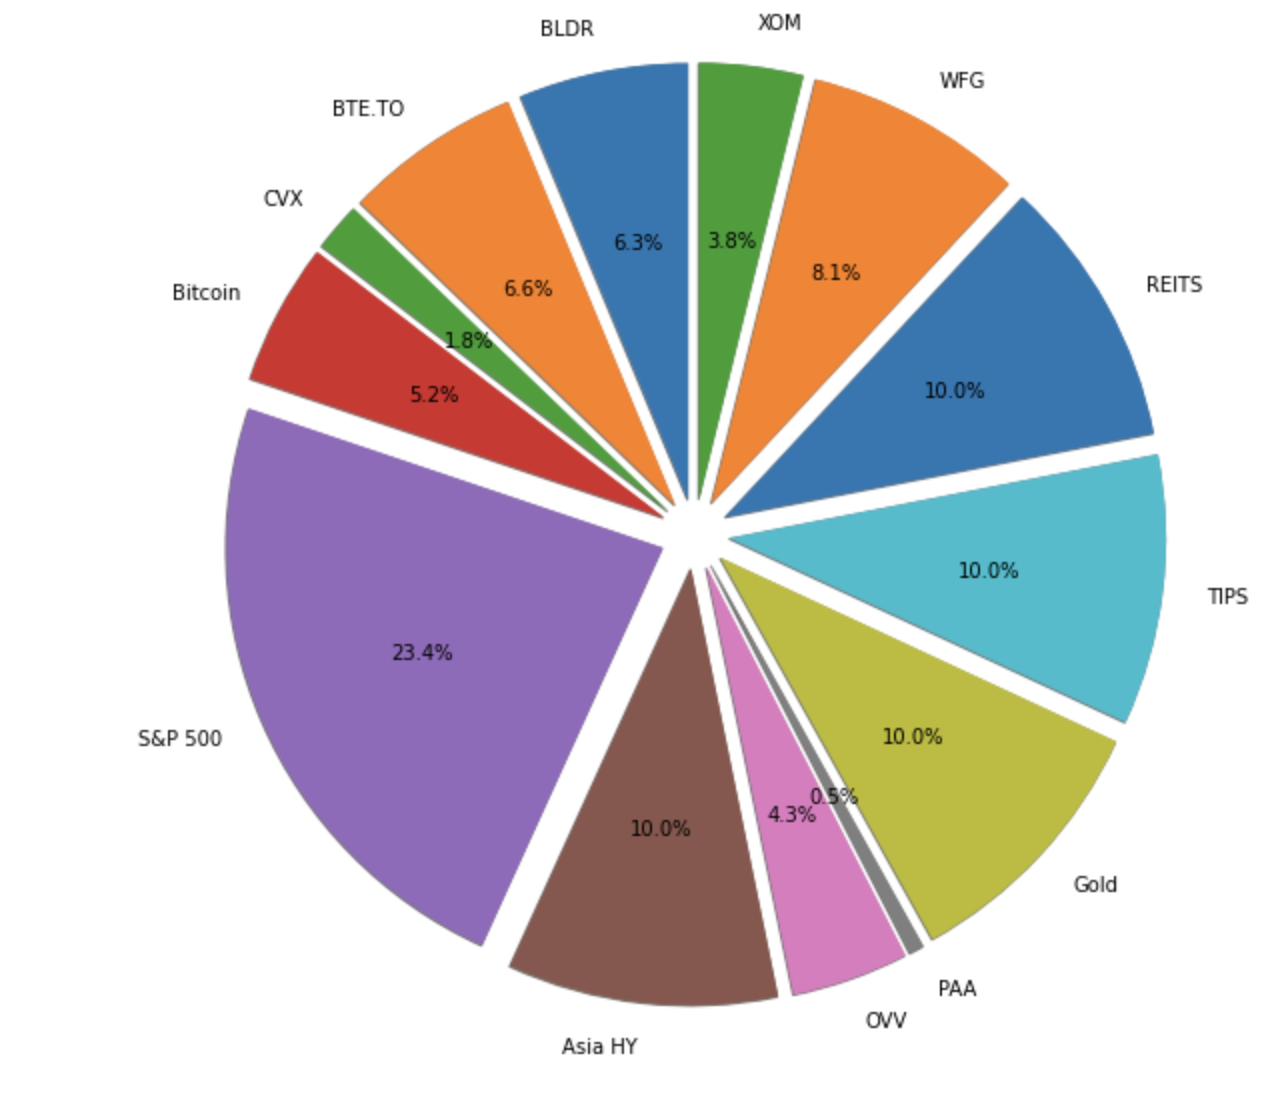 XOM
BLDR
WFG
BTE.TO
CVX
REITS
Bitcoin
3.8%
6.3%
8.1%
6.6%
1.8%
10.0%
5.2%
10.0%
TIPS
23.4%
S&P 500
10.0%
0.5%
4.3%
10.0%
Gold
PAA
OVV
Asia HY